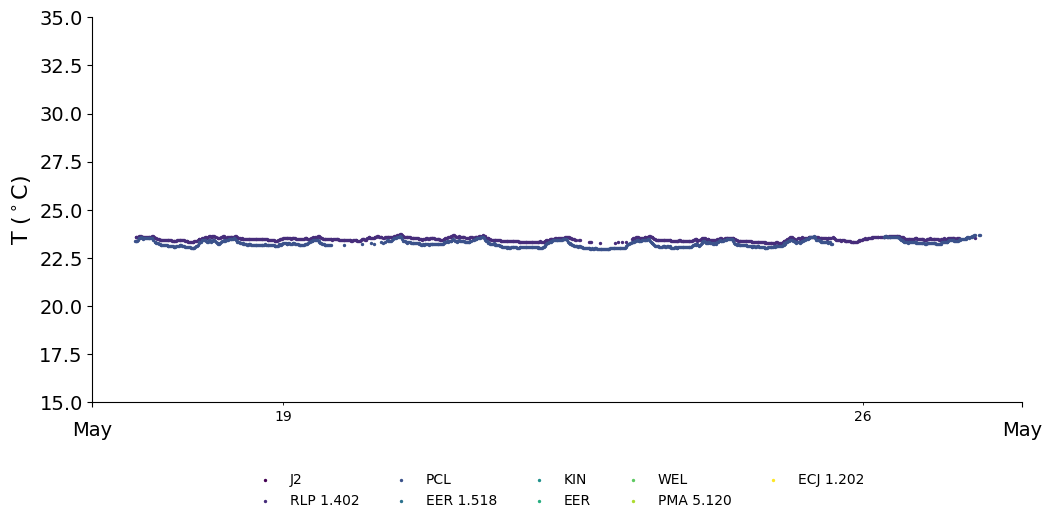 35.0
32.5
30.0
27.5
25.0
22.5
20.0
17.5
15.0
T (°C)
19
26
May
May
J2
PCL
KIN
WEL
ECJ 1.202
RLP 1.402
EER 1.518
EER
PMA 5.120